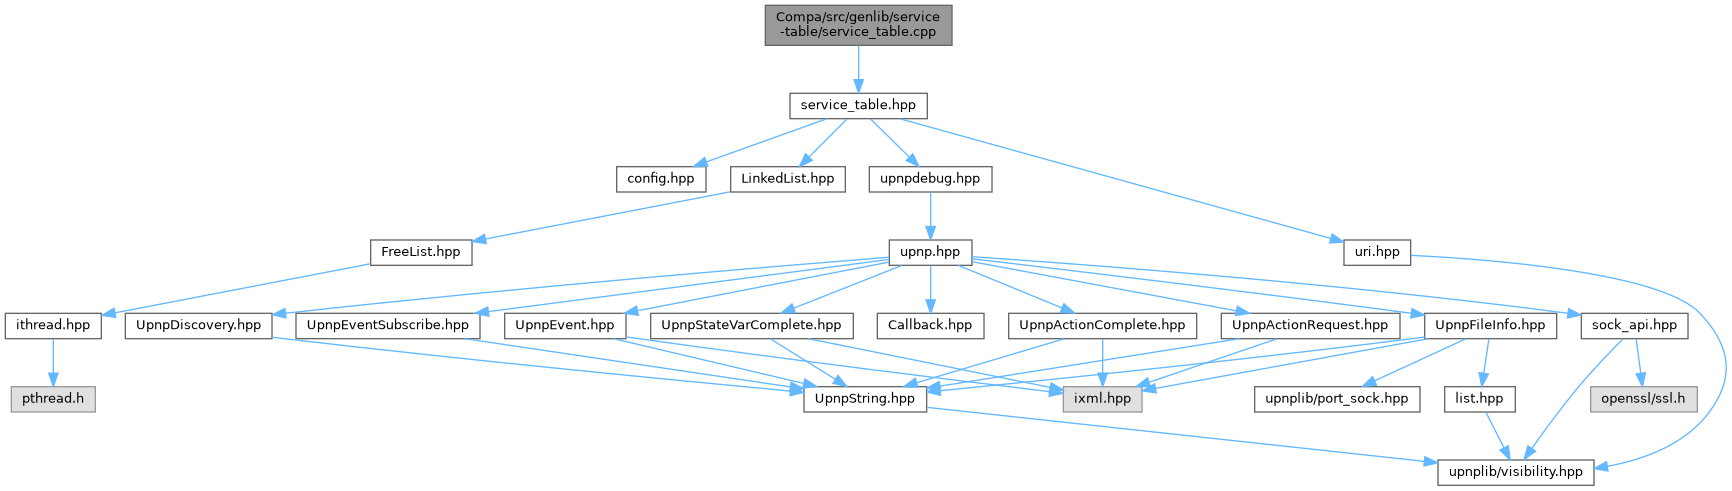 Compa/src/genlib/service
-table/service_table.cpp
service_table.hpp
config.hpp
LinkedList.hpp
upnpdebug.hpp
FreeList.hpp
upnp.hpp
uri.hpp
ithread.hpp
UpnpDiscovery.hpp
UpnpEventSubscribe.hpp
UpnpEvent.hpp
UpnpStateVarComplete.hpp
Callback.hpp
UpnpActionComplete.hpp
UpnpActionRequest.hpp
UpnpFileInfo.hpp
sock_api.hpp
pthread.h
UpnpString.hpp
ixml.hpp
upnplib/port_sock.hpp
list.hpp
openssl/ssl.h
upnplib/visibility.hpp